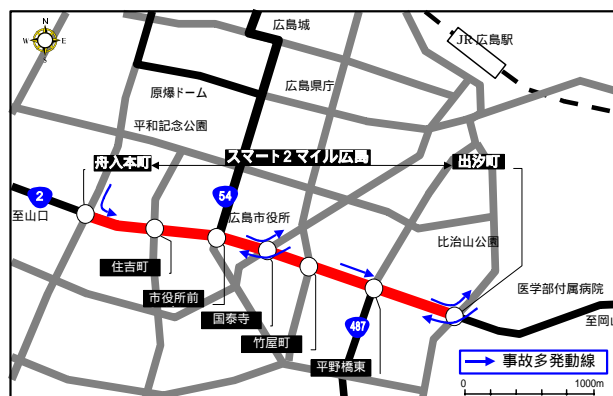 N
W
E
S
広島城
JR 広島駅
原爆ドーム
広島県庁
平和記念公園
舟入本町
スマート2マイル広島
出汐町
2
54
至山口
広島市役所
比治山公園
住吉町
市役所前
国泰寺
竹屋町
487
平野橋東
医学部付属病院
至岡山
事故多発動線
0
1000m